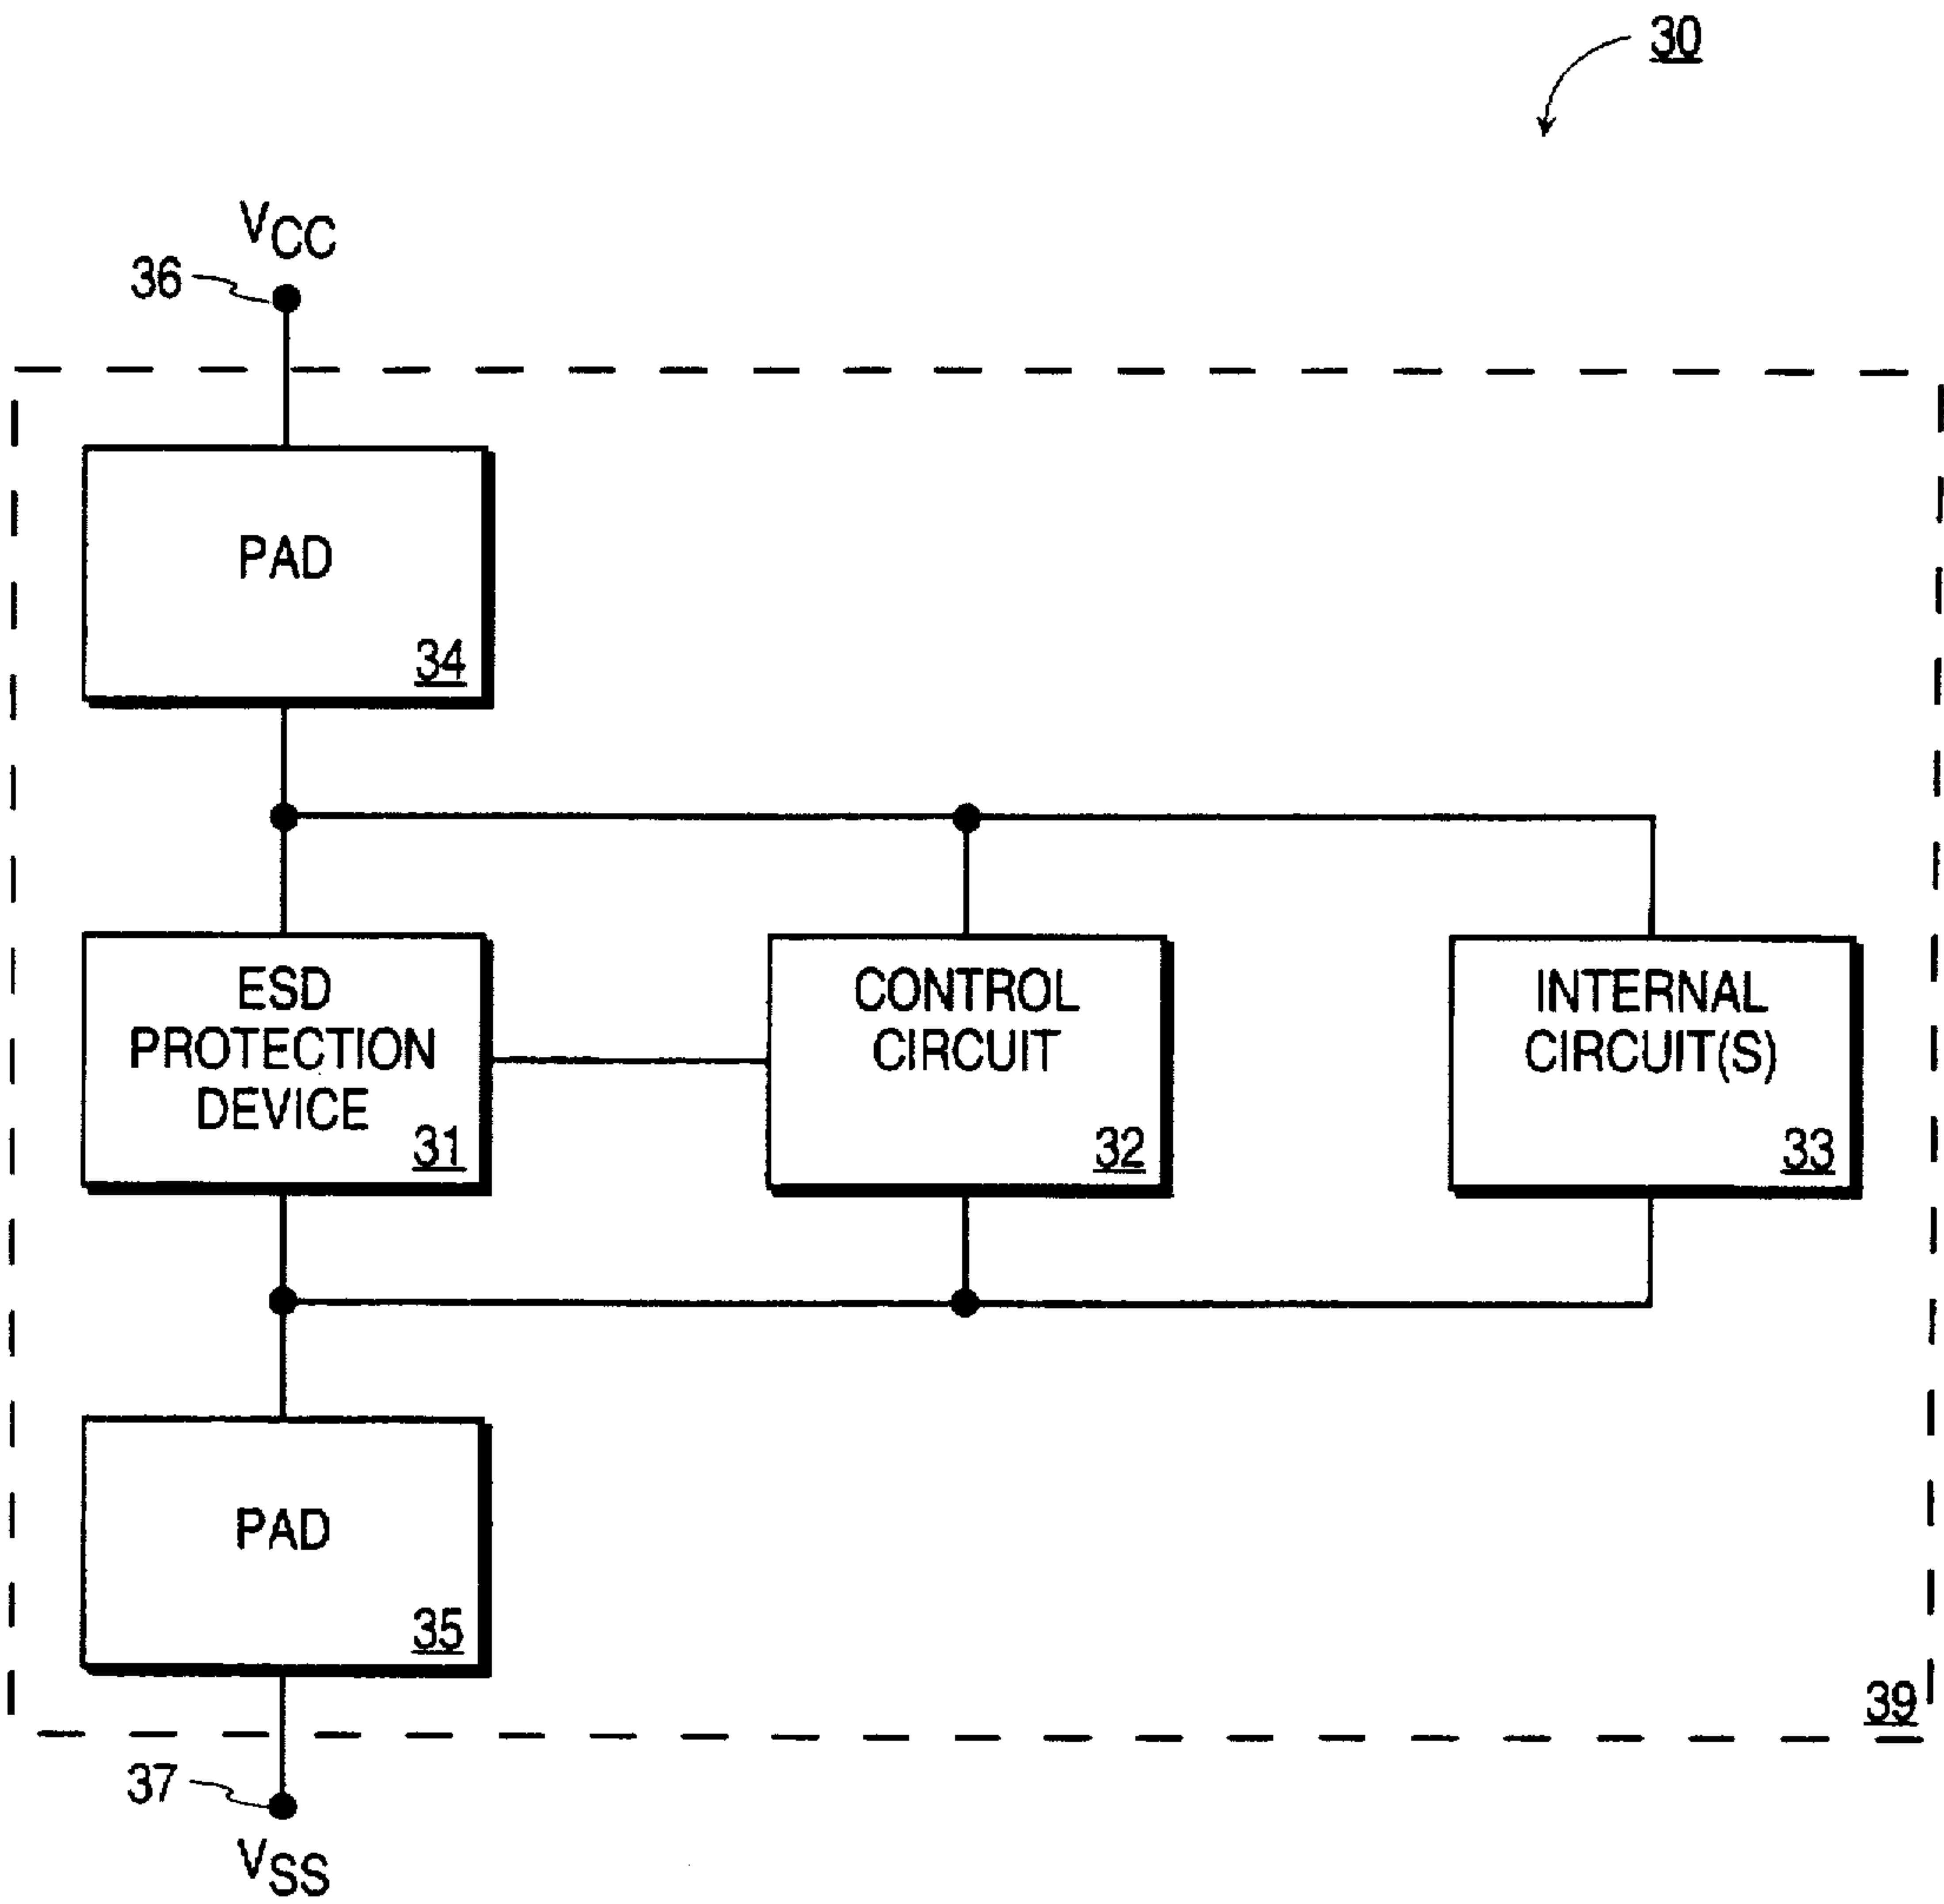 30
VCC
36
PAD
34
ESD
PROTECTION
DEVICE
31
CONTROL
CIRCUIT
32
INTERNAL
CIRCUIT(S)
33
PAD
35
39
37
VSS